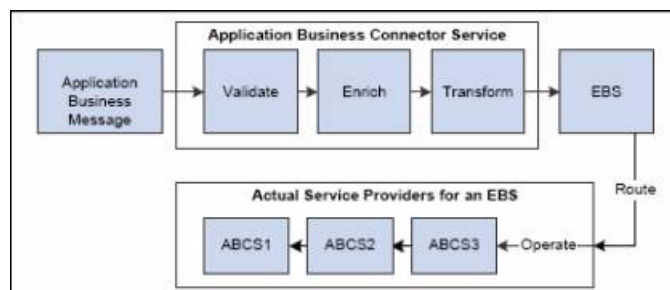 Application Business Connector Service
Application
Business
Message
Validate
Enrich
Transform
EBS
Route
Actual Service Providers for an EBS
ABCS1
ABCS2
ABCS3
Operate